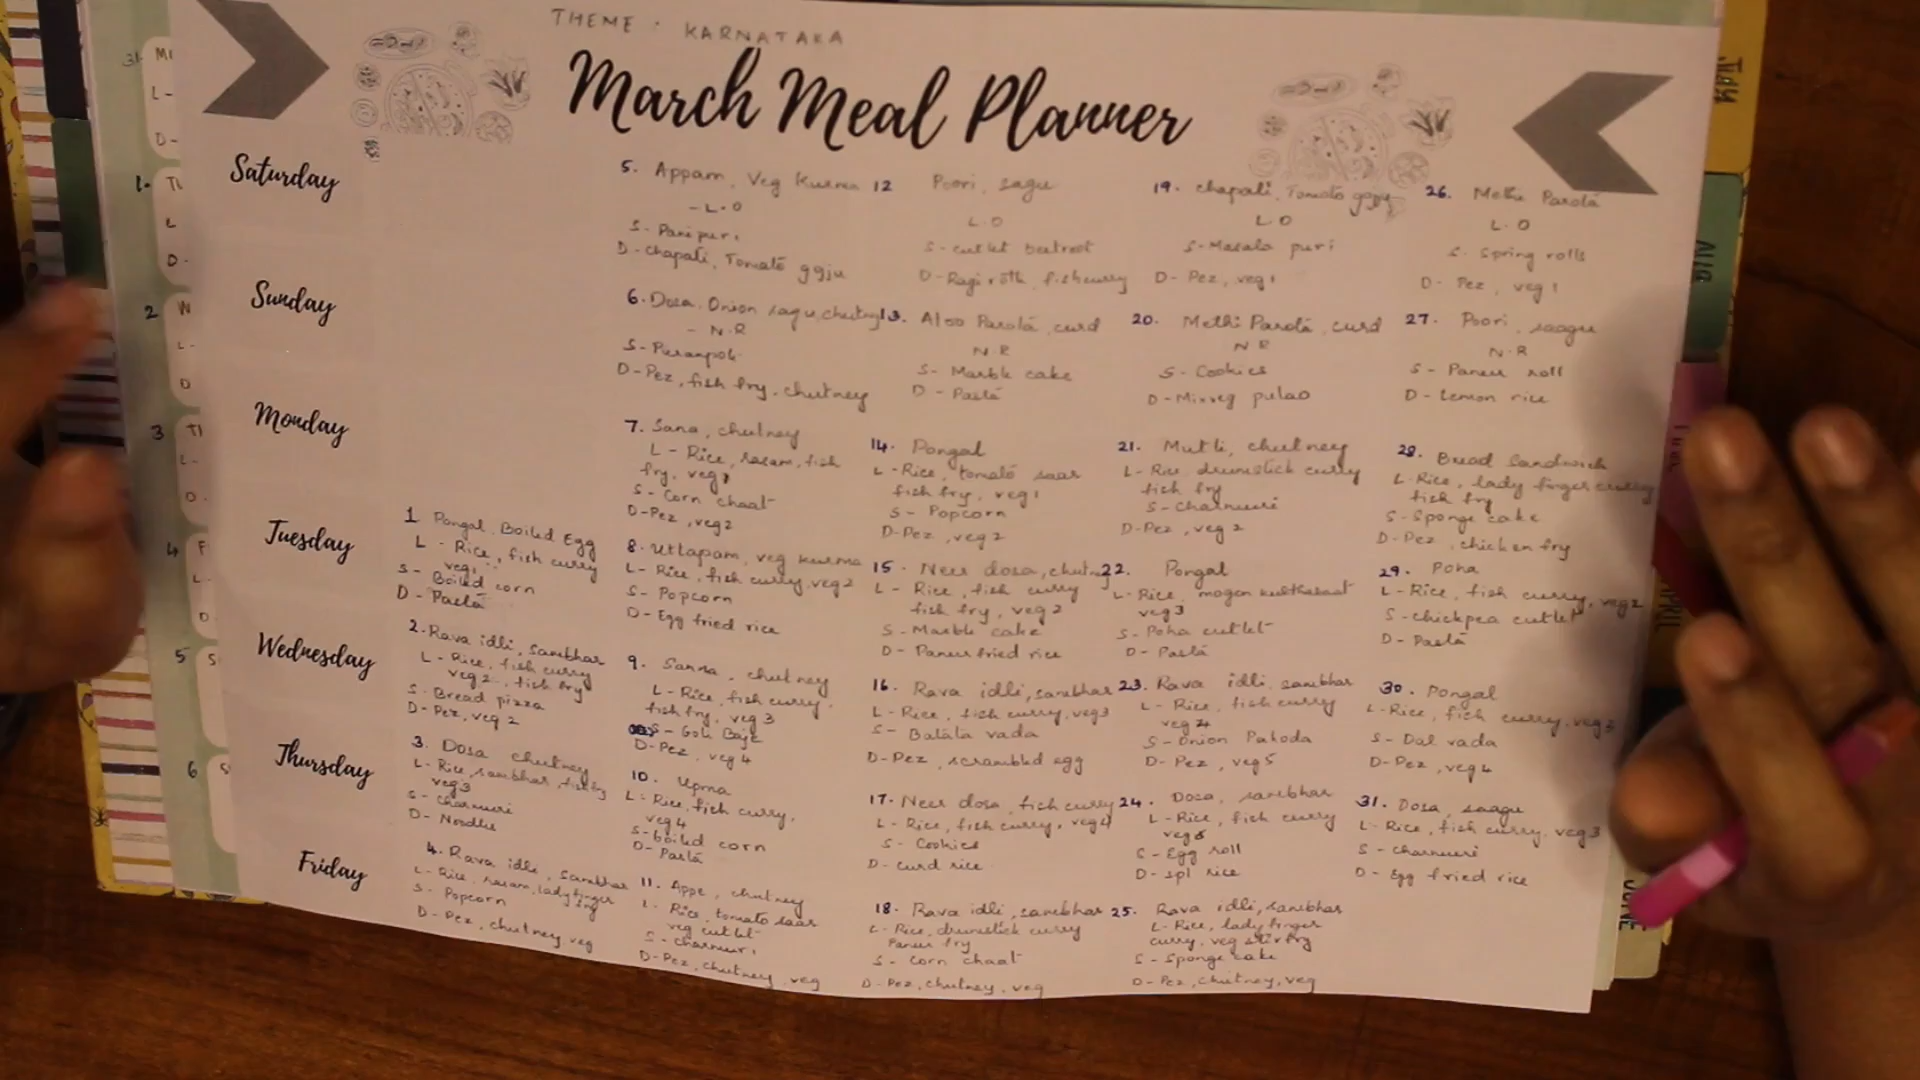 THEME · KARNATAKA
March Meal Planner
Saturday
5. Appam, Veg Kurma
- L.O
S- Panipuri
D- Chapati, Tomato gojju
12 Poori, sagu
L.O
S- cutlet beetroot
D- Ragi rotti, fishcurry
19. chapati, Tomato gojju
L.O
S- Masala puri
D- Pez, veg 1
26. Methi Parota
L.O
S- Spring rolls
D- Pez, veg 1
Sunday
6. Dosa, Onion sagu, chutney
- N.R
S- Puranpoli
D- Pez, fish fry, chutney
13. Aloo Parota, curd
N.R
S- Marble cake
D- Pasta
20. Methi Parota, curd
N R
S- Cookies
D- Mixveg pulao
27. Poori, saagu
N.R
S- Paneer roll
D- Lemon rice
Monday
7. Sana, chutney
L- Rice, rasam, fish
fry, veg 1
S- Corn chaat
D- Pez, veg 2
14. Pongal
L- Rice, tomato saar
fish fry, veg 1
S- Popcorn
D- Pez, veg 2
21. Mutli, chutney
L- Rice drumstick curry
fish fry
S- Charmuri
D- Pez, veg 2
28. Bread Sandwich
L- Rice, lady finger curry
fish fry
S- Sponge cake
D- Pez, chicken fry
Tuesday
1 Pongal, Boiled Egg
L- Rice, fish curry
veg 1
S- Boiled corn
D- Pasta
8. Uttapam, veg kurma
L- Rice, fish curry, veg 2
S- Popcorn
D- Egg fried rice
15. Neer dosa, chutney
L- Rice, fish curry
fish fry, veg 2
S- Marble cake
D- Paneer fried rice
22. Pongal
L- Rice, mogen
veg 3
S- Poha cutlet
D- Pasta
29. Poha
L- Rice, fish curry, veg 2
S- chickpea cutlet
D- Pasta
Wednesday
2. Rava idli, sambhar
L- Rice, fish curry
veg 2, fish fry
S- Bread pizza
D- Pez, veg 2
9. Sanna, chutney
L- Rice, fish curry,
fish fry, veg 3
S- Goli Baje
D- Pez, veg 4
16. Rava idli, sambhar
L- Rice, fish curry, veg 3
S- Batata vada
D- Pez, scrambled egg
23. Rava idli, sambhar
L- Rice, fish curry
veg 4
S- Onion Pakoda
D- Pez, veg 5
30. Pongal
L- Rice, fish curry, veg 3
S- Dal vada
D- Pez, veg 4
Thursday
3. Dosa chutney
L- Rice, sambhar, fish fry
veg 3
S- Charmuri
D- Noodles
10. Upma
L- Rice, fish curry,
veg 4
S- boiled corn
D- Pasta
17. Neer dosa, fish curry
L- Rice, fish curry, veg 4
S- Cookies
D- curd rice
24. Dosa, sambhar
L- Rice, fish curry
S- Egg roll
D- spl rice
31. Dosa, saagu
L- Rice, fish curry, veg 3
S- charmuri
D- Egg fried rice
Friday
4. Rava idli, sambhar
L- Rice, rasam, ladyfinger
fry
S- Popcorn
D- Pez, chutney, veg
11. Appe, chutney
L- Rice, tomato saar
veg cutlet
S- charmuri
D- Pez, chutney, veg
18. Rava idli, sambhar
L- Rice, drumstick curry
Paneer fry
S- Corn chaat
D- Pez, chutney, veg
25. Rava idli, sambhar
L- Rice, lady finger
curry, veg stir fry
S- Sponge cake
D- Pez, chutney, veg
31
L-
D-
1.
L
D-
2 W
L-
D
3
L-
D-
4 F
L-
D
5 S
6 S
JULY
AUG
APRIL
JUNE